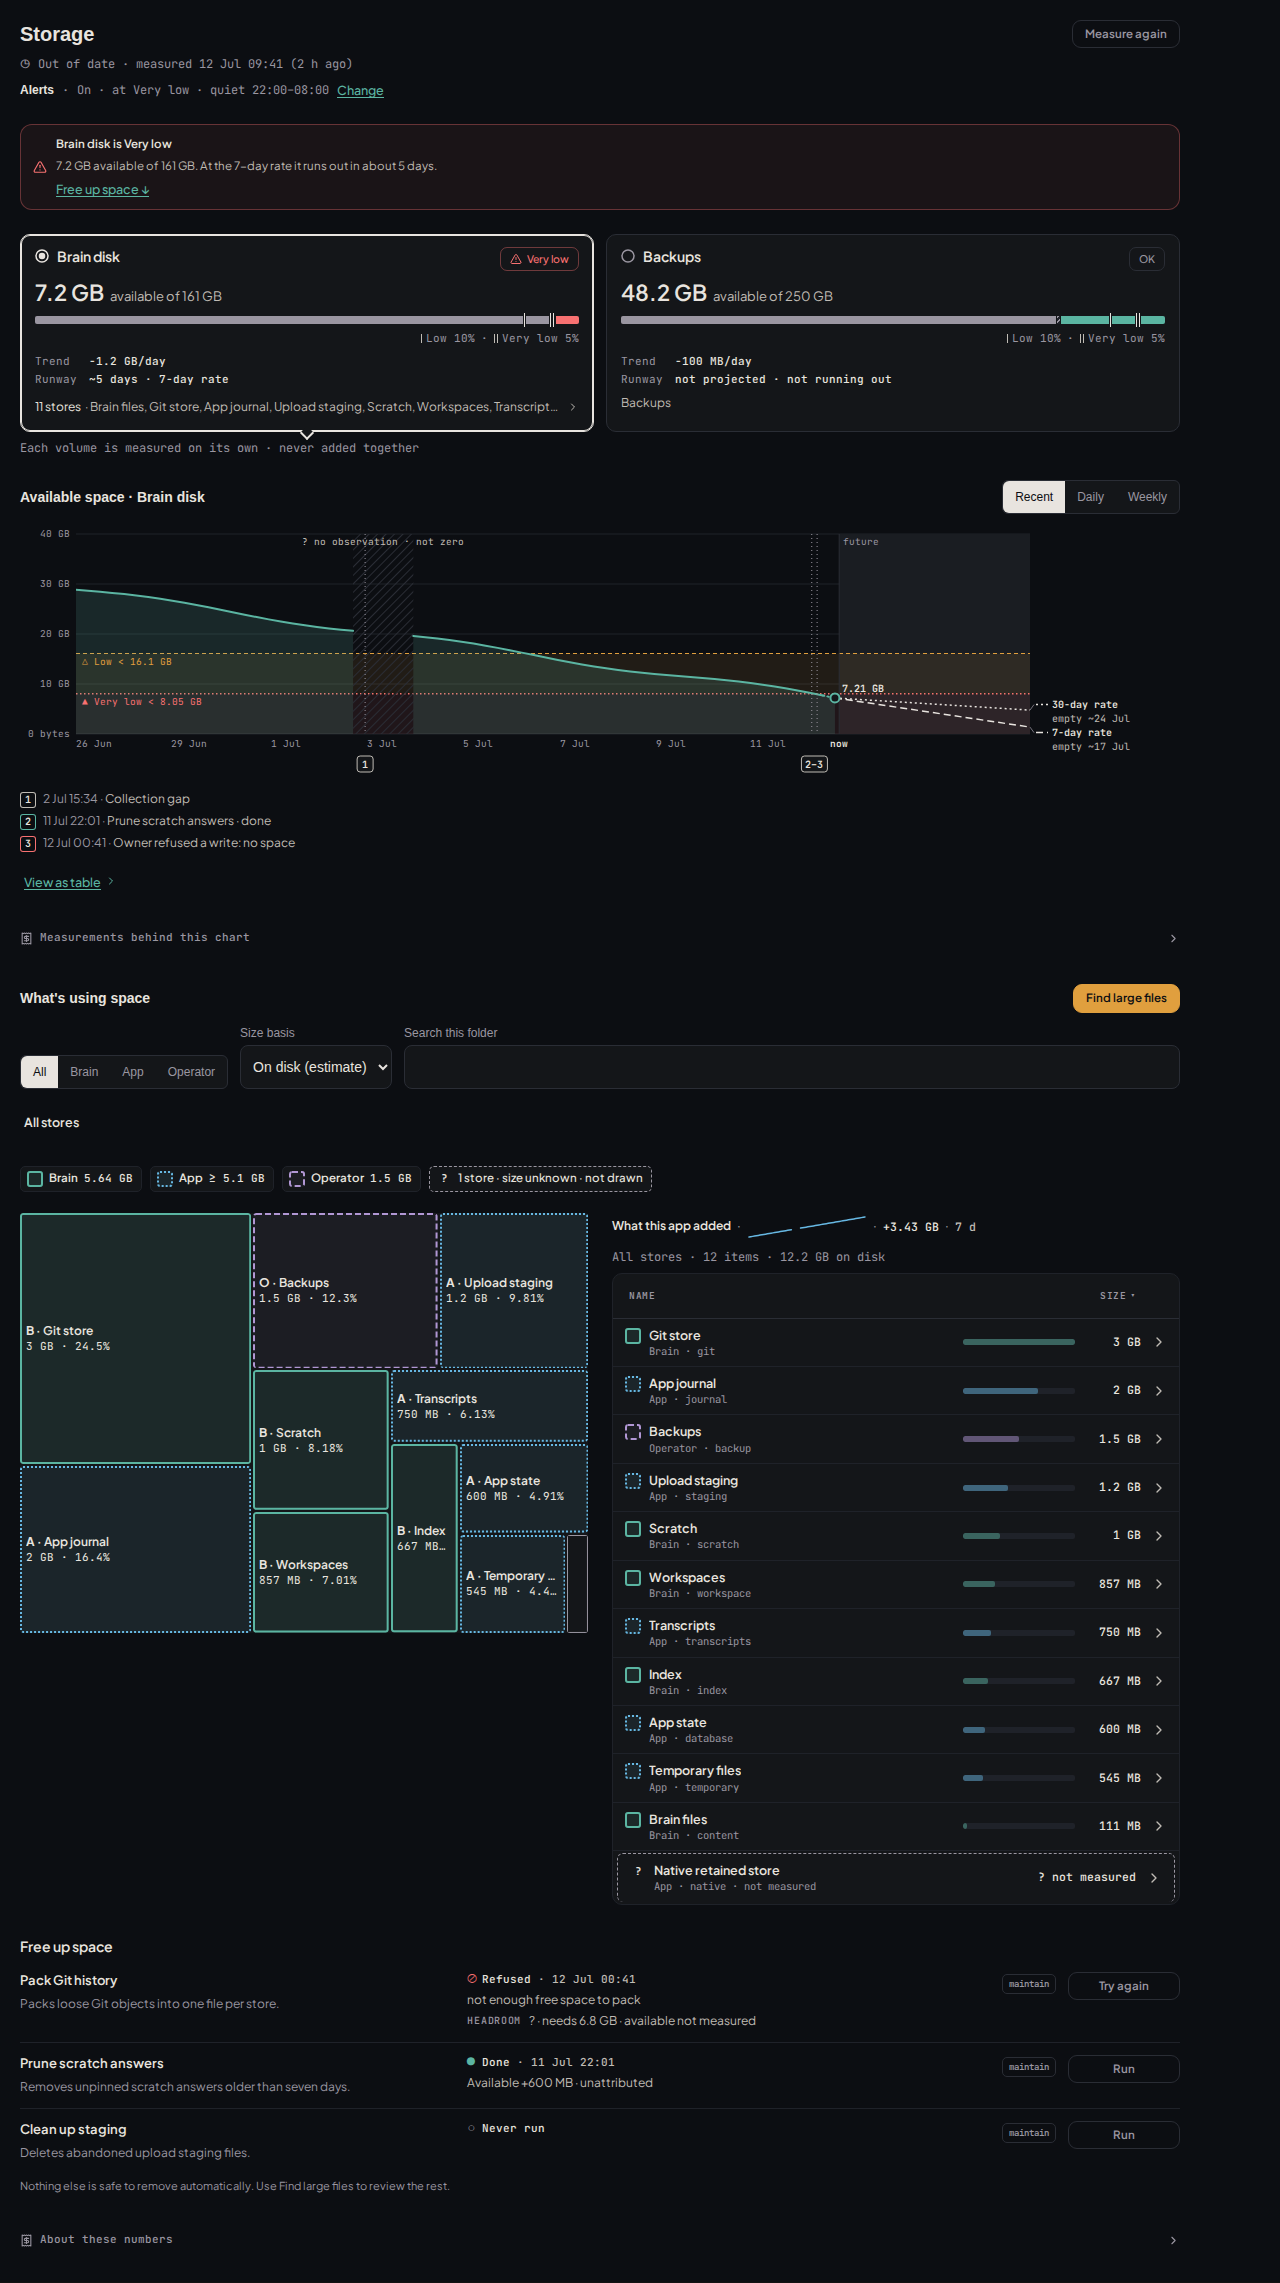 Storage
Measure again
Out of date · measured 12 Jul 09:41 (2 h ago)
Alerts · On · at Very low · quiet 22:00–08:00 Change
Brain disk is Very low
7.2 GB available of 161 GB. At the 7-day rate it runs out in about 5 days.
Free up space ↓
Brain disk
Very low
7.2 GB available of 161 GB
Low 10% · Very low 5%
Trend -1.2 GB/day
Runway ~5 days · 7-day rate
11 stores · Brain files, Git store, App journal, Upload staging, Scratch, Workspaces, Transcript…
Backups
OK
48.2 GB available of 250 GB
Low 10% · Very low 5%
Trend -100 MB/day
Runway not projected · not running out
Backups
Each volume is measured on its own · never added together
Available space · Brain disk
Recent Daily Weekly
40 GB
30 GB
20 GB
10 GB
0 bytes
? no observation · not zero
future
△ Low < 16.1 GB
▲ Very low < 8.05 GB
7.21 GB
30-day rate
empty ~24 Jul
7-day rate
empty ~17 Jul
26 Jun 29 Jun 1 Jul 3 Jul 5 Jul 7 Jul 9 Jul 11 Jul now
1 2-3
1 2 Jul 15:34 · Collection gap
2 11 Jul 22:01 · Prune scratch answers · done
3 12 Jul 00:41 · Owner refused a write: no space
View as table
Measurements behind this chart
What's using space
Find large files
All Brain App Operator
Size basis
On disk (estimate)
Search this folder
All stores
Brain 5.64 GB
App ≥ 5.1 GB
Operator 1.5 GB
? 1 store · size unknown · not drawn
B · Git store
3 GB · 24.5%
A · App journal
2 GB · 16.4%
O · Backups
1.5 GB · 12.3%
A · Upload staging
1.2 GB · 9.81%
B · Scratch
1 GB · 8.18%
B · Workspaces
857 MB · 7.01%
A · Transcripts
750 MB · 6.13%
B · Index
667 MB…
A · App state
600 MB · 4.91%
A · Temporary …
545 MB · 4.4…
What this app added · · +3.43 GB · 7 d
All stores · 12 items · 12.2 GB on disk
NAME SIZE
Git store
Brain · git
3 GB
App journal
App · journal
2 GB
Backups
Operator · backup
1.5 GB
Upload staging
App · staging
1.2 GB
Scratch
Brain · scratch
1 GB
Workspaces
Brain · workspace
857 MB
Transcripts
App · transcripts
750 MB
Index
Brain · index
667 MB
App state
App · database
600 MB
Temporary files
App · temporary
545 MB
Brain files
Brain · content
111 MB
? Native retained store
App · native · not measured
? not measured
Free up space
Pack Git history
Packs loose Git objects into one file per store.
Refused · 12 Jul 00:41
not enough free space to pack
HEADROOM ? · needs 6.8 GB · available not measured
maintain
Try again
Prune scratch answers
Removes unpinned scratch answers older than seven days.
Done · 11 Jul 22:01
Available +600 MB · unattributed
maintain
Run
Clean up staging
Deletes abandoned upload staging files.
Never run
maintain
Run
Nothing else is safe to remove automatically. Use Find large files to review the rest.
About these numbers